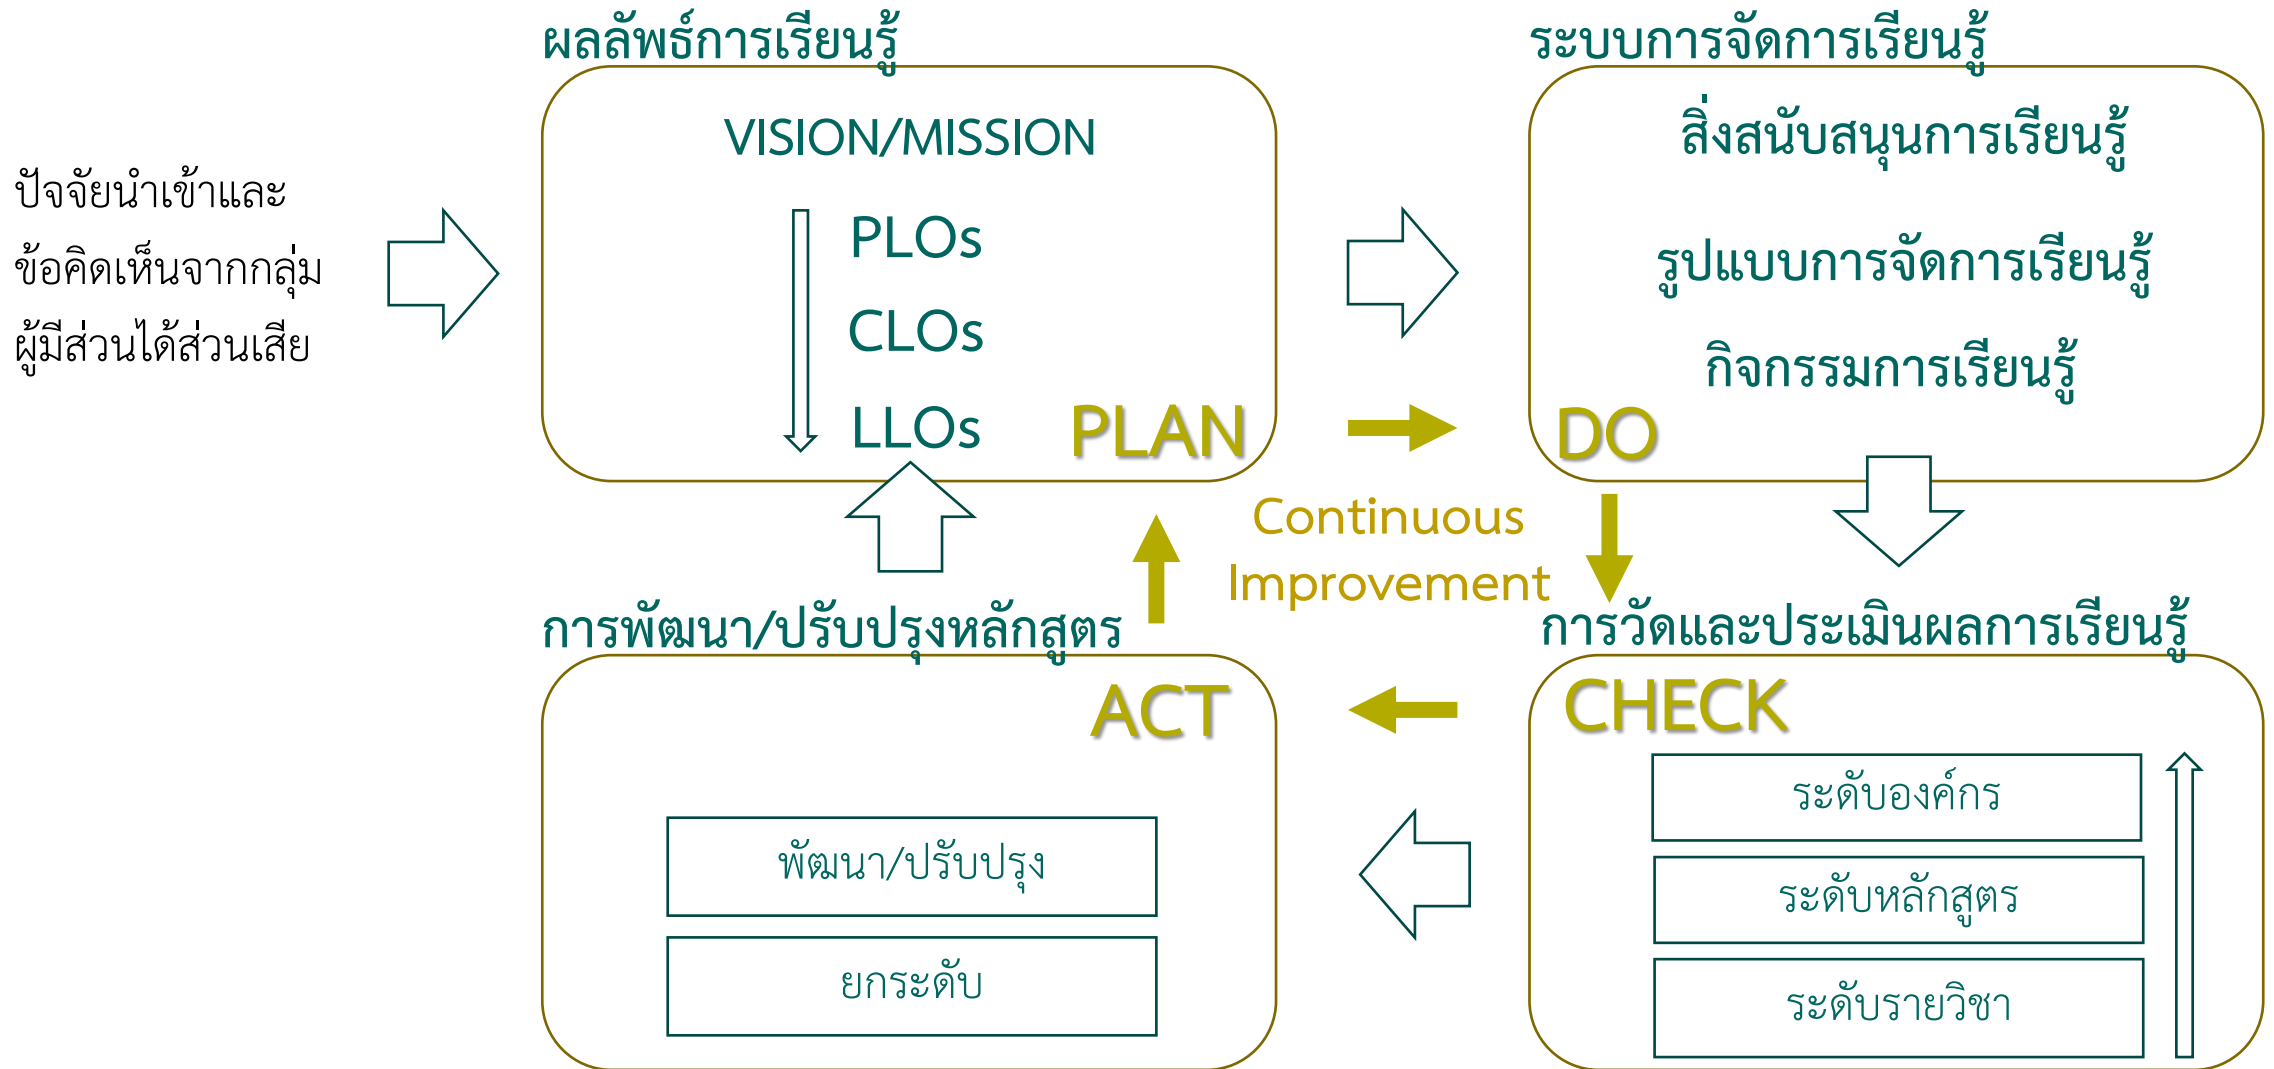 ปัจจัยนำเข้าและ
ข้อคิดเห็นจากกลุ่ม
ผู้มีส่วนได้ส่วนเสีย
ผลลัพธ์การเรียนรู้
VISION/MISSION
PLOs
CLOs
LLOs
PLAN
ระบบการจัดการเรียนรู้
สิ่งสนับสนุนการเรียนรู้
รูปแบบการจัดการเรียนรู้
กิจกรรมการเรียนรู้
DO
Continuous
Improvement
การวัดและประเมินผลการเรียนรู้
CHECK
ระดับองค์กร
ระดับหลักสูตร
ระดับรายวิชา
การพัฒนา/ปรับปรุงหลักสูตร
ACT
พัฒนา/ปรับปรุง
ยกระดับ